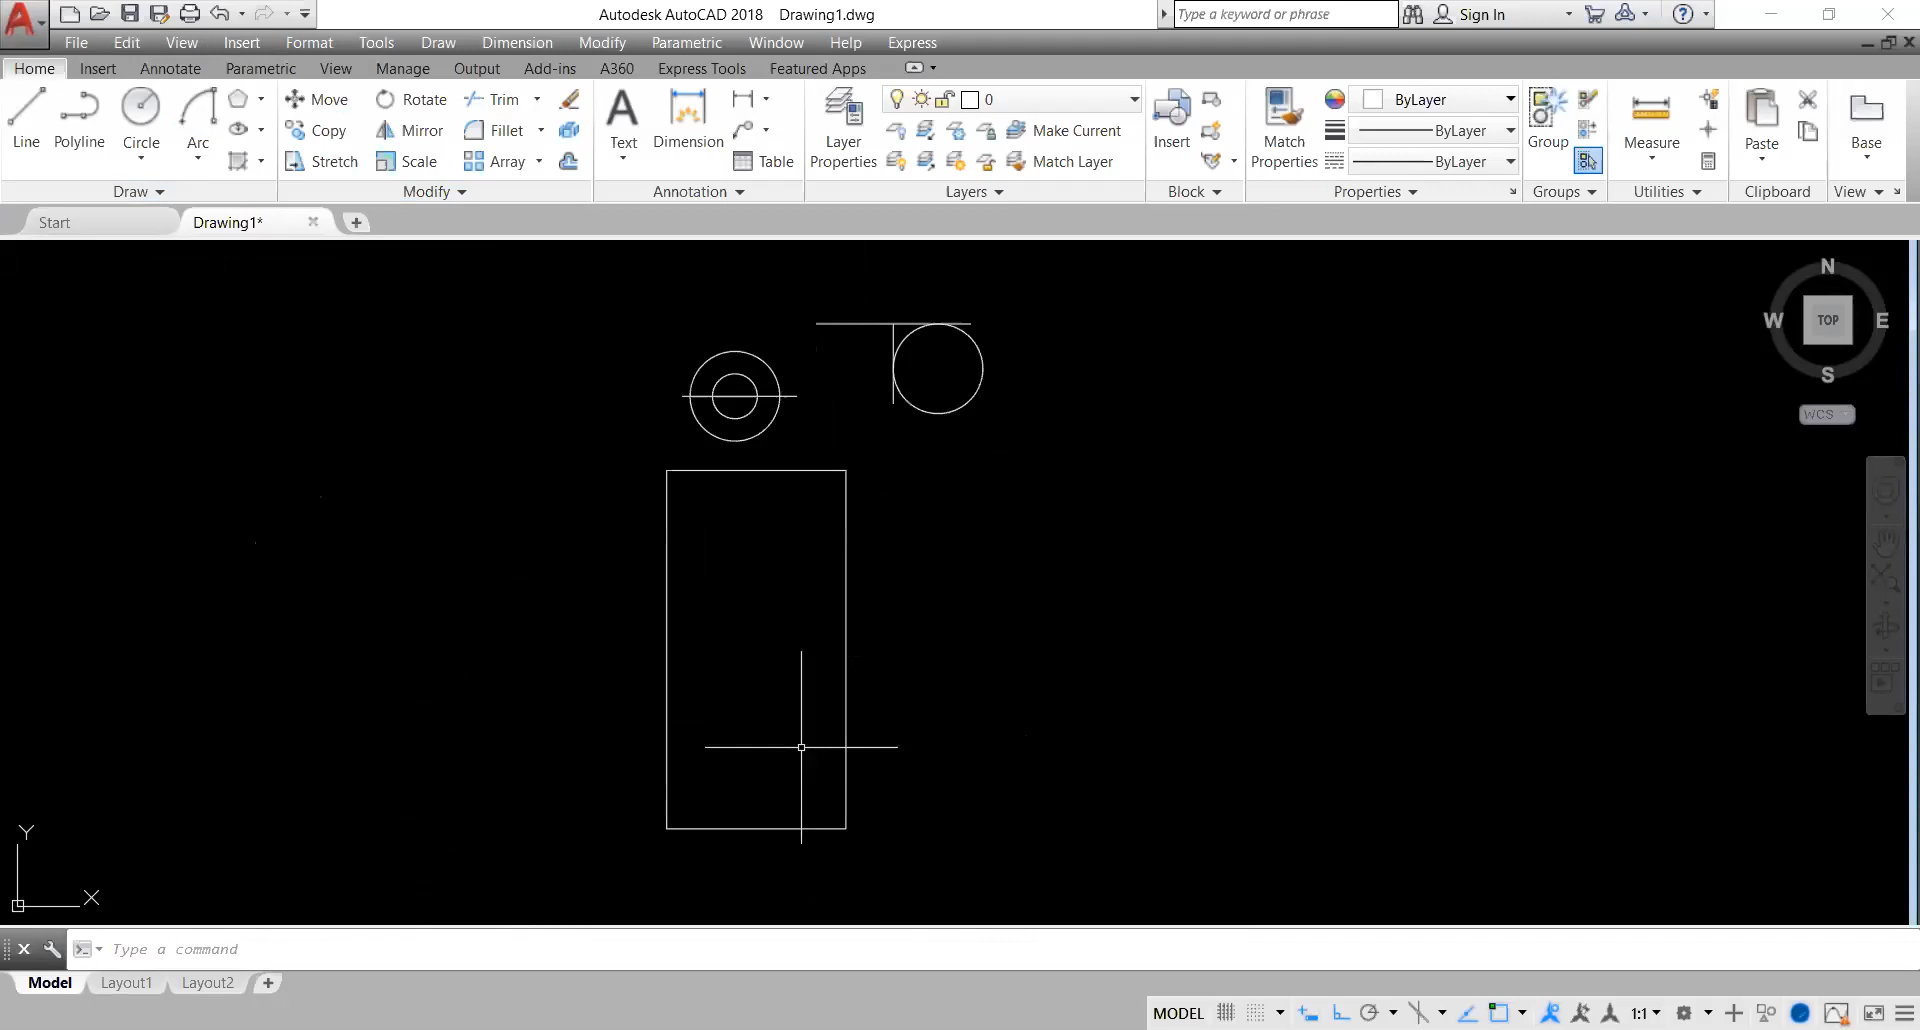 Autodesk AutoCAD 2018 Drawing1.dwg
Type a keyword or phrase
Sign In
File Edit View Insert Format Tools Draw Dimension Modify Parametric Window Help Express
Home Insert Annotate Parametric View Manage Output Add-ins A360 Express Tools Featured Apps
Move Rotate Trim 0 ByLayer
Copy Mirror Fillet Make Current ByLayer
Line Polyline Circle Arc Text Dimension Layer Properties Insert Match Properties Group Measure Paste Base
Stretch Scale Array Table Match Layer ByLayer
Draw Modify Annotation Layers Block Properties Groups Utilities Clipboard View
Start Drawing1*
N
W TOP E
S
WCS
Y
X
Type a command
Model Layout1 Layout2
MODEL 1:1